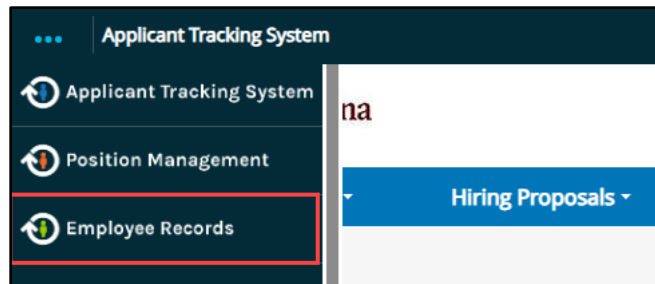 Applicant Tracking System
Applicant Tracking System
na
Position Management
Hiring Proposals
Employee Records